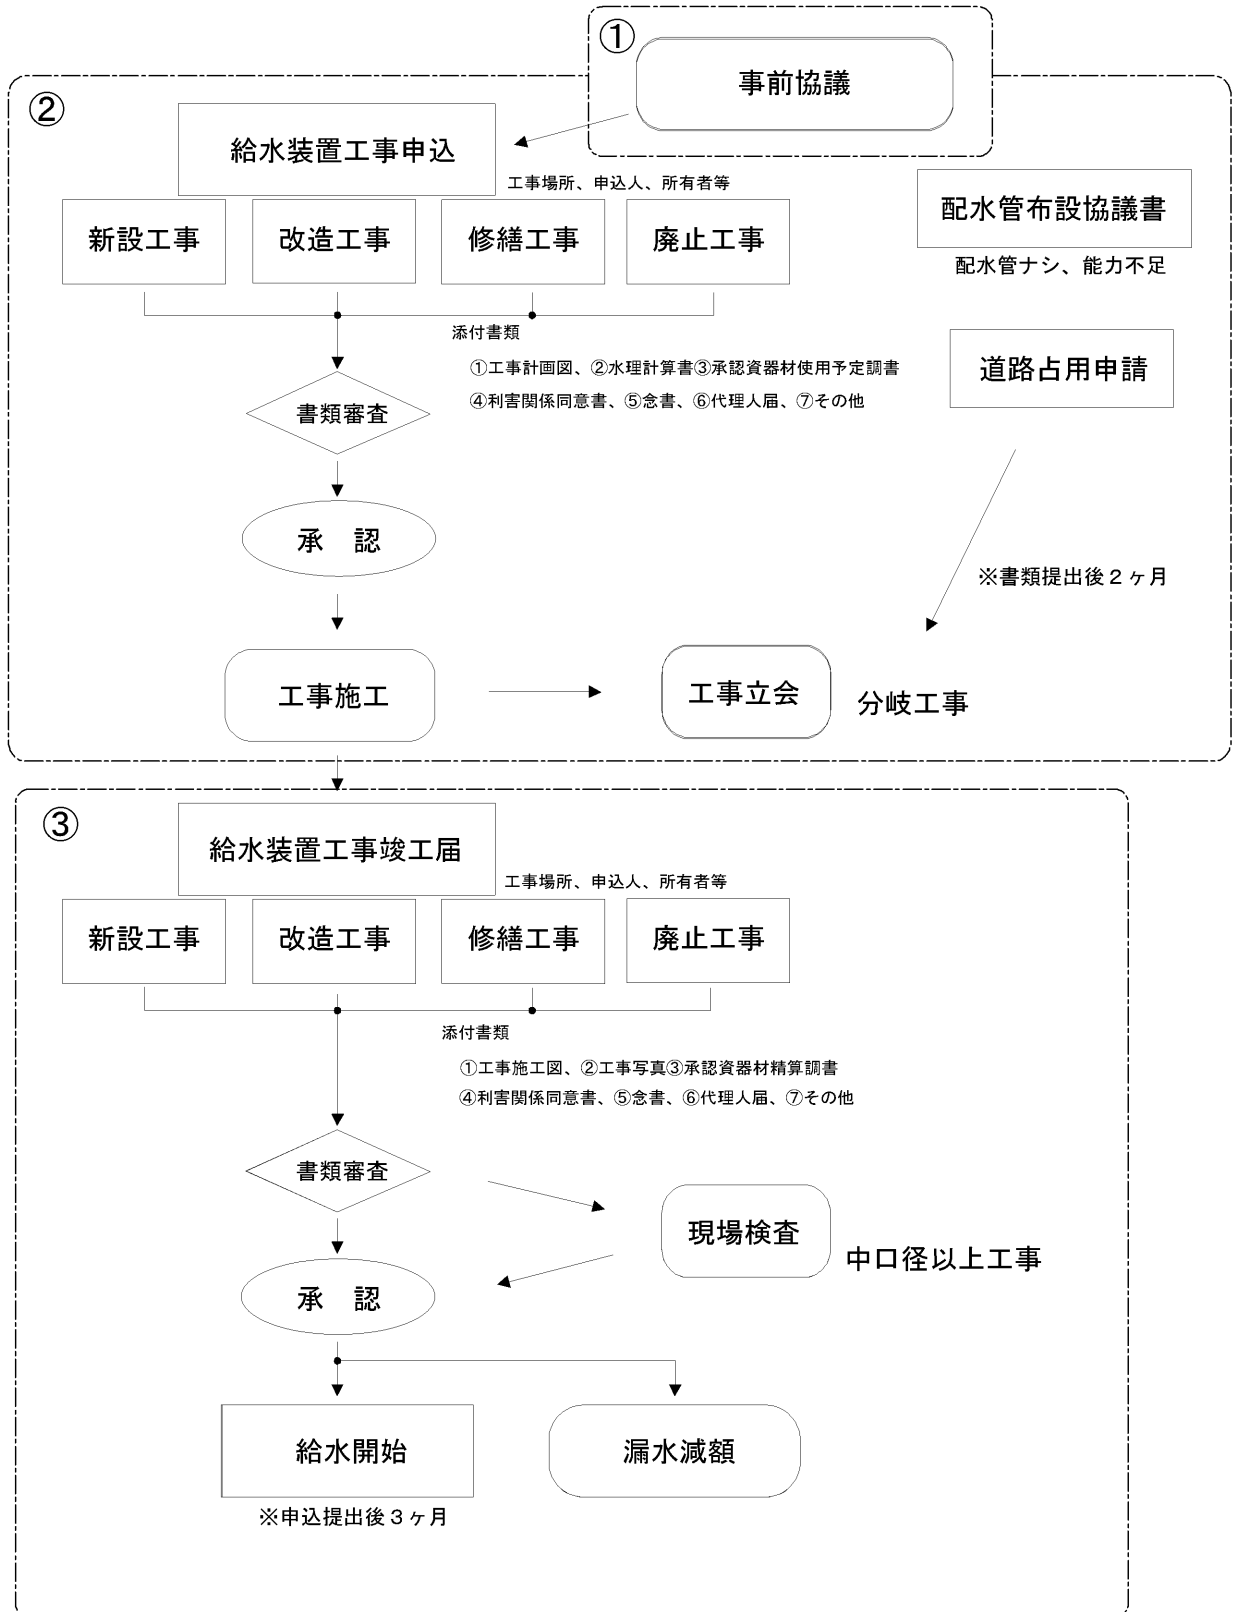 ①
事前協議
②
給水装置工事申込
工事場所、申込人、所有者等
新設工事
改造工事
修繕工事
廃止工事
配水管布設協議書
配水管ナシ、能力不足
添付書類
①工事計画図、②水理計算書③承認資器材使用予定調書
④利害関係同意書、⑤念書、⑥代理人届、⑦その他
道路占用申請
書類審査
承　認
※書類提出後２ヶ月
工事施工
工事立会
分岐工事
③
給水装置工事竣工届
工事場所、申込人、所有者等
新設工事
改造工事
修繕工事
廃止工事
添付書類
①工事施工図、②工事写真③承認資器材精算調書
④利害関係同意書、⑤念書、⑥代理人届、⑦その他
書類審査
現場検査
中口径以上工事
承　認
給水開始
漏水減額
※申込提出後３ヶ月